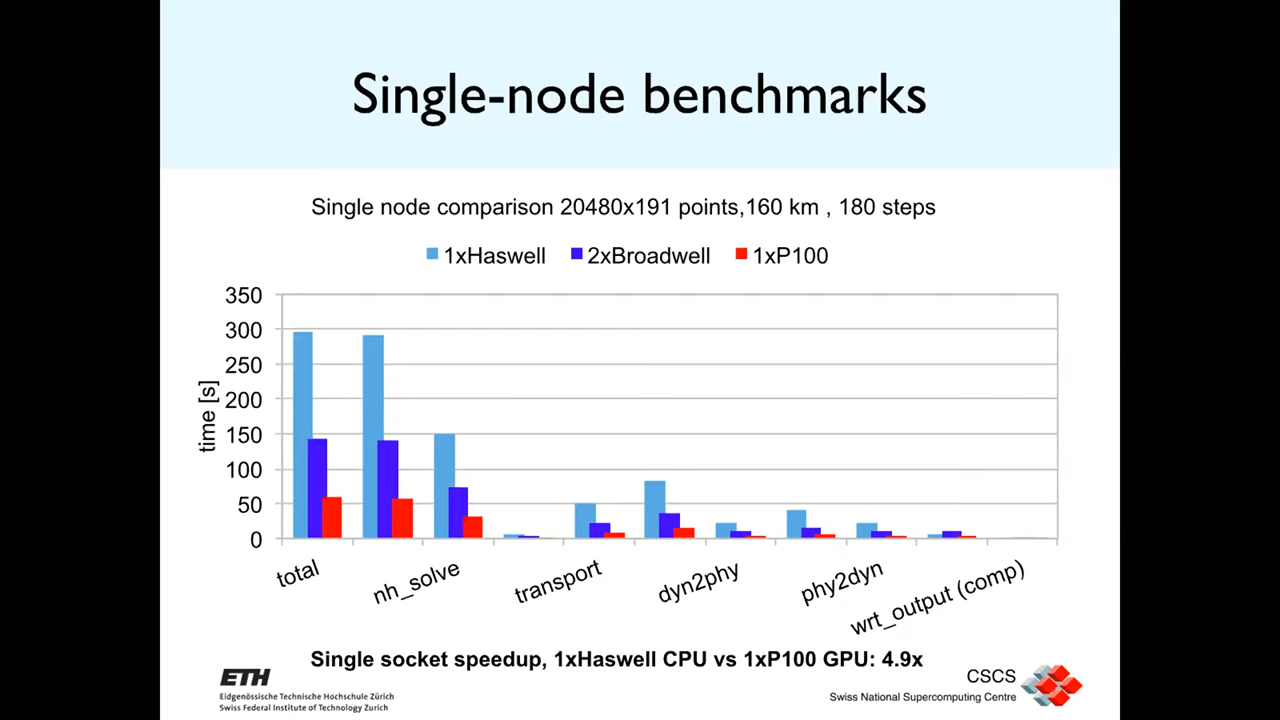 Single-node benchmarks
Single node comparison 20480x191 points,160 km , 180 steps
1xHaswell 2xBroadwell 1xP100
350
300
250
200
150
100
50
0
time [s]
total
nh_solve
transport
dyn2phy
phy2dyn
wrt_output (comp)
Single socket speedup, 1xHaswell CPU vs 1xP100 GPU: 4.9x
ETH
Eidgenössische Technische Hochschule Zürich
Swiss Federal Institute of Technology Zurich
CSCS
Swiss National Supercomputing Centre